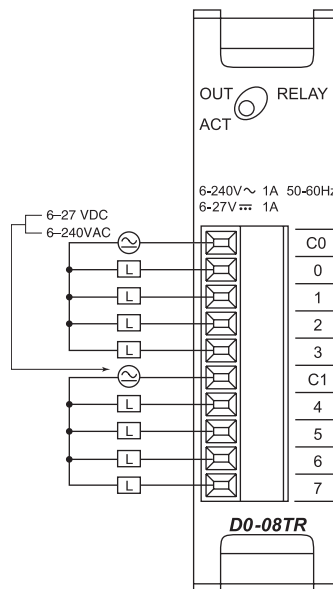 OUT RELAY
ACT
6-240V～ 1A 50-60Hz
6-27V⎓ 1A
6–27 VDC
6–240VAC
C0
L 0
L 1
L 2
L 3
C1
L 4
L 5
L 6
L 7
D0-08TR